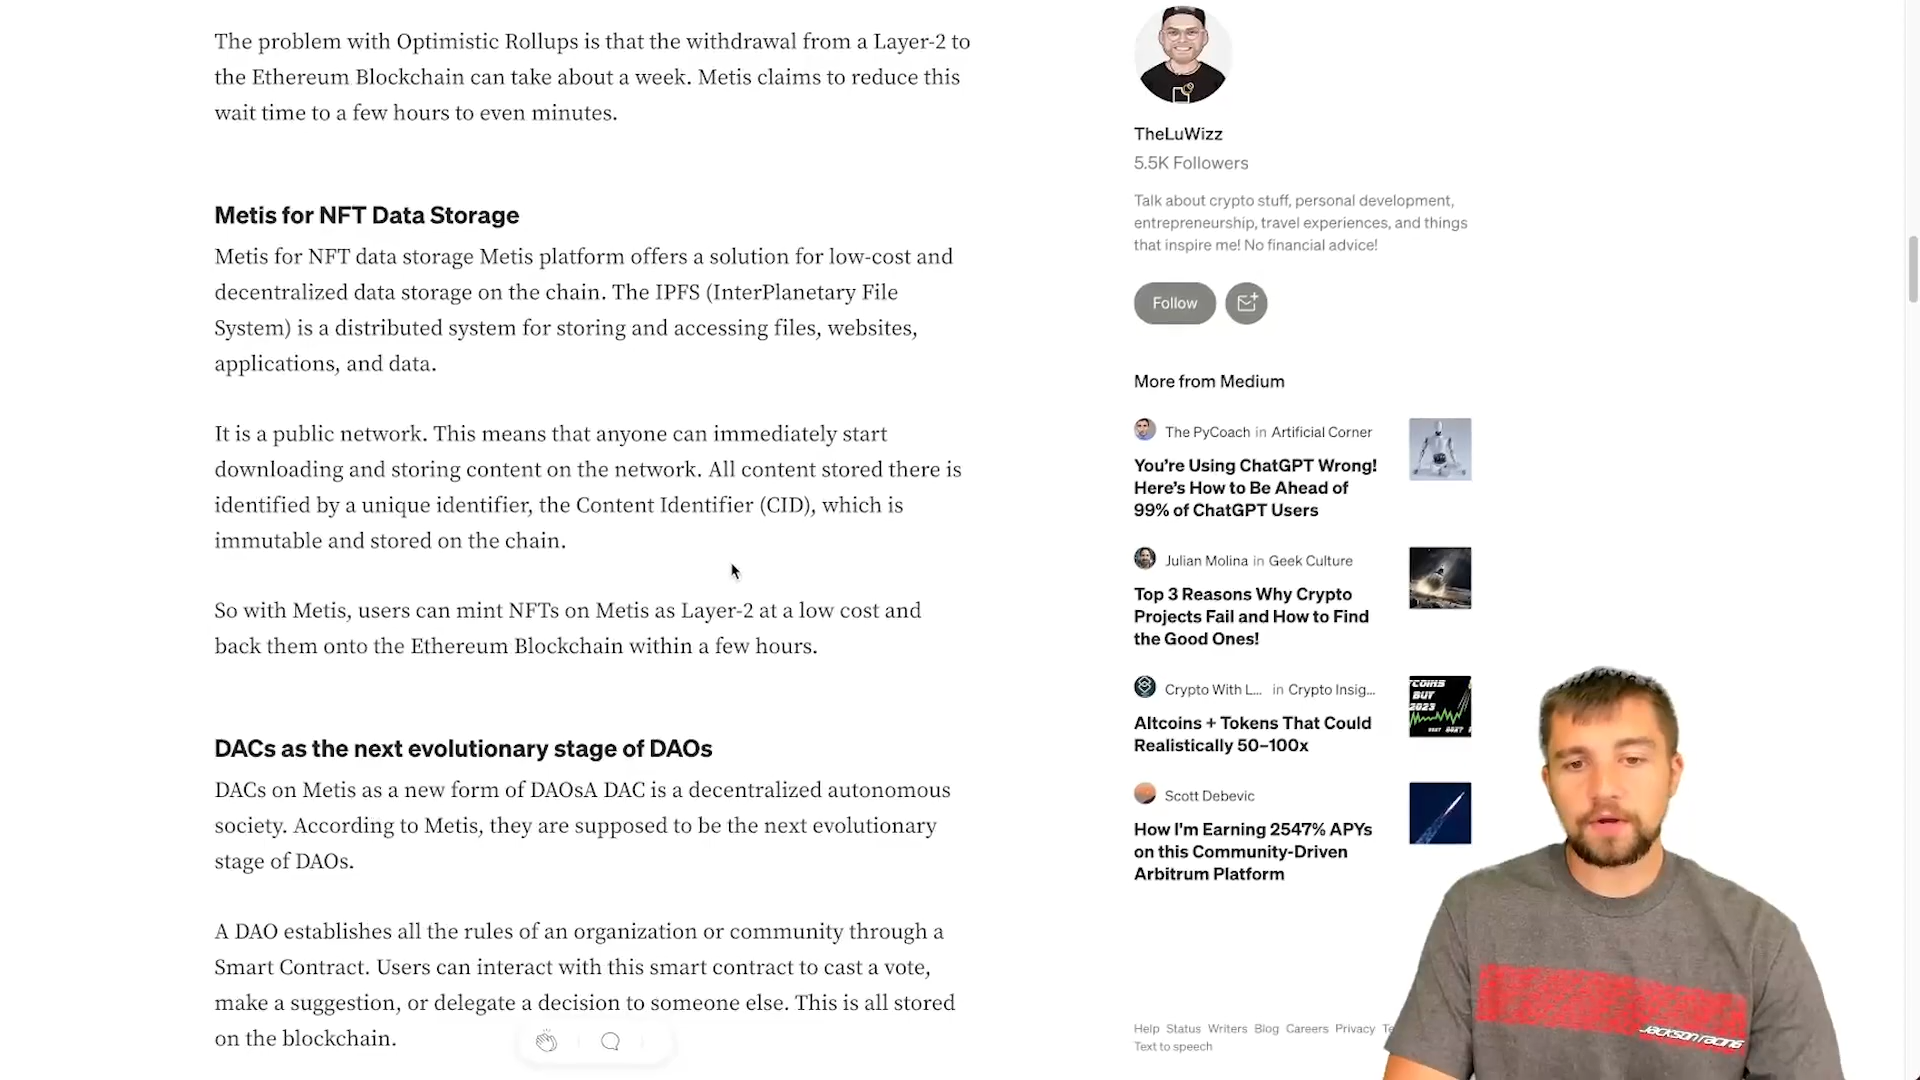 The problem with Optimistic Rollups is that the withdrawal from a Layer-2 to
the Ethereum Blockchain can take about a week. Metis claims to reduce this
wait time to a few hours to even minutes.
Metis for NFT Data Storage
Metis for NFT data storage Metis platform offers a solution for low-cost and
decentralized data storage on the chain. The IPFS (InterPlanetary File
System) is a distributed system for storing and accessing files, websites,
applications, and data.
It is a public network. This means that anyone can immediately start
downloading and storing content on the network. All content stored there is
identified by a unique identifier, the Content Identifier (CID), which is
immutable and stored on the chain.
So with Metis, users can mint NFTs on Metis as Layer-2 at a low cost and
back them onto the Ethereum Blockchain within a few hours.
DACs as the next evolutionary stage of DAOs
DACs on Metis as a new form of DAOsA DAC is a decentralized autonomous
society. According to Metis, they are supposed to be the next evolutionary
stage of DAOs.
A DAO establishes all the rules of an organization or community through a
Smart Contract. Users can interact with this smart contract to cast a vote,
make a suggestion, or delegate a decision to someone else. This is all stored
on the blockchain.
TheLuWizz
5.5K Followers
Talk about crypto stuff, personal development,
entrepreneurship, travel experiences, and things
that inspire me! No financial advice!
Follow
More from Medium
The PyCoach in Artificial Corner
You're Using ChatGPT Wrong!
Here's How to Be Ahead of
99% of ChatGPT Users
Julian Molina in Geek Culture
Top 3 Reasons Why Crypto
Projects Fail and How to Find
the Good Ones!
Crypto With L... in Crypto Insig...
Altcoins + Tokens That Could
Realistically 50–100x
TCOINS
BUY
2023
Scott Debevic
How I'm Earning 2547% APYs
on this Community-Driven
Arbitrum Platform
Help Status Writers Blog Careers Privacy Te
Text to speech
Jackson racing